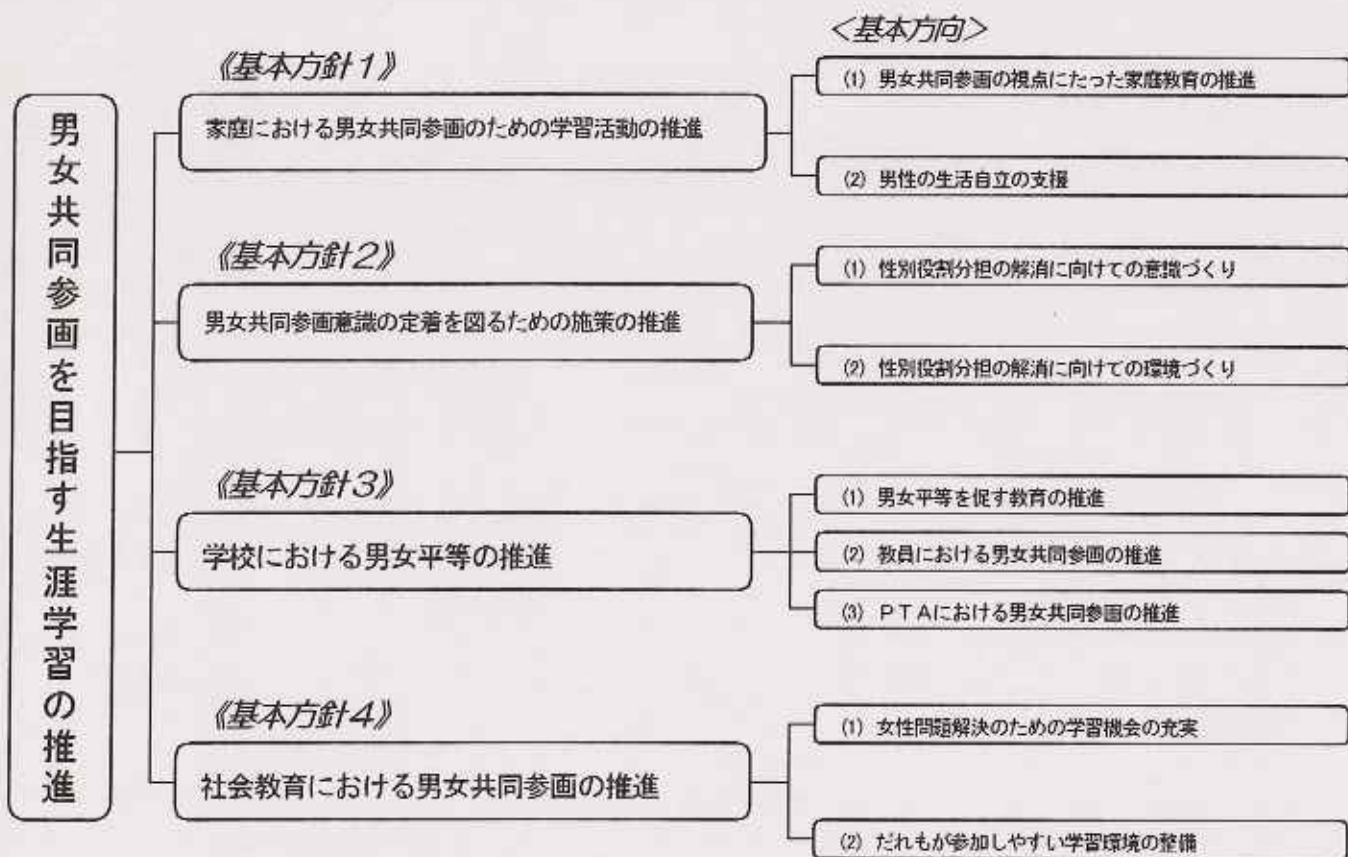 男女共同参画を目指す生涯学習の推進
＜基本方向＞
《基本方針１》
家庭における男女共同参画のための学習活動の推進
(1) 男女共同参画の視点にたった家庭教育の推進
(2) 男性の生活自立の支援
《基本方針２》
男女共同参画意識の定着を図るための施策の推進
(1) 性別役割分担の解消に向けての意識づくり
(2) 性別役割分担の解消に向けての環境づくり
《基本方針３》
学校における男女平等の推進
(1) 男女平等を促す教育の推進
(2) 教員における男女共同参画の推進
(3) ＰＴＡにおける男女共同参画の推進
《基本方針４》
社会教育における男女共同参画の推進
(1) 女性問題解決のための学習機会の充実
(2) だれもが参加しやすい学習環境の整備